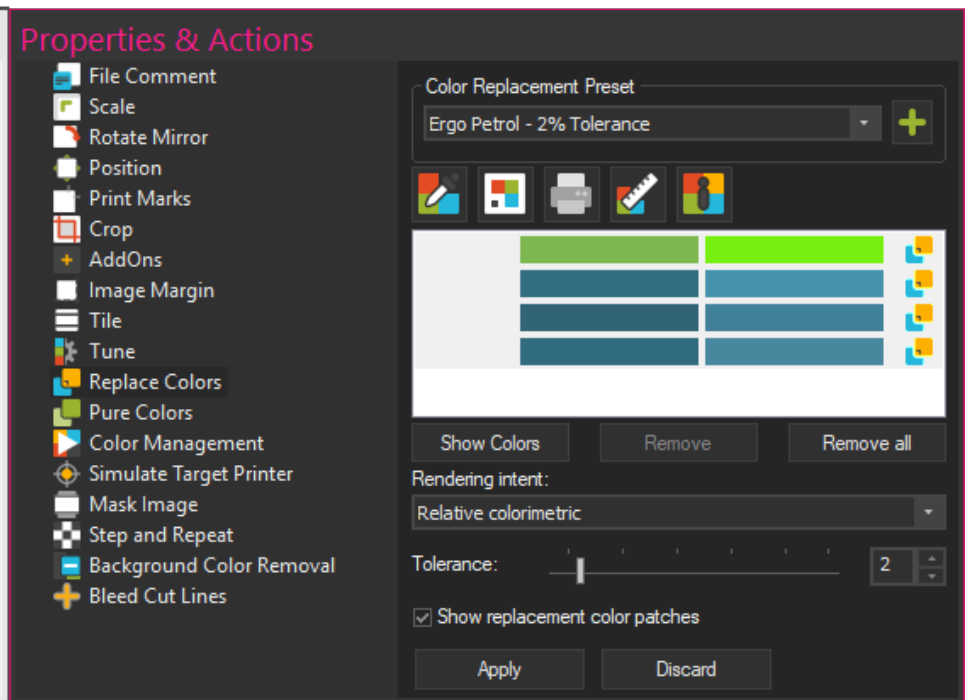 Properties & Actions
File Comment
Scale
Rotate Mirror
Position
Print Marks
Crop
AddOns
Image Margin
Tile
Tune
Replace Colors
Pure Colors
Color Management
Simulate Target Printer
Mask Image
Step and Repeat
Background Color Removal
Bleed Cut Lines
Color Replacement Preset
Ergo Petrol - 2% Tolerance
Show Colors
Remove
Remove all
Rendering intent:
Relative colorimetric
Tolerance:
2
Show replacement color patches
Apply
Discard